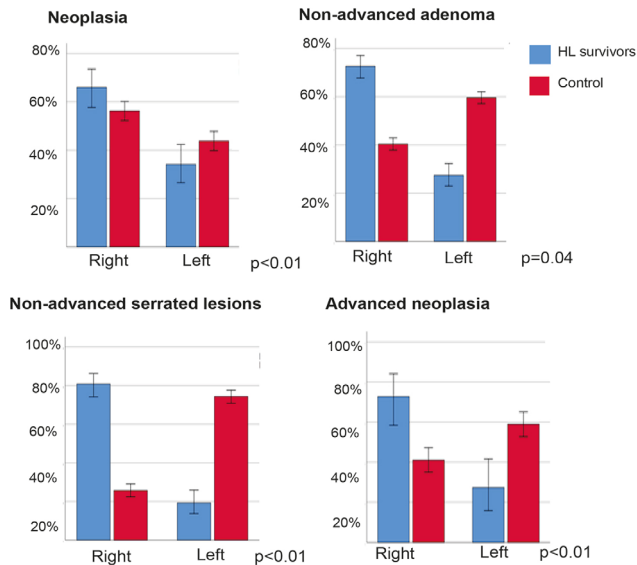 Neoplasia
80%
60%
40%
20%
Right
Left
p<0.01
Non-advanced adenoma
80%
60%
40%
20%
Right
Left
p=0.04
HL survivors
Control
Non-advanced serrated lesions
100%
80%
60%
40%
20%
Right
Left
p<0.01
Advanced neoplasia
100%
80%
60%
40%
20%
Right
Left
p<0.01